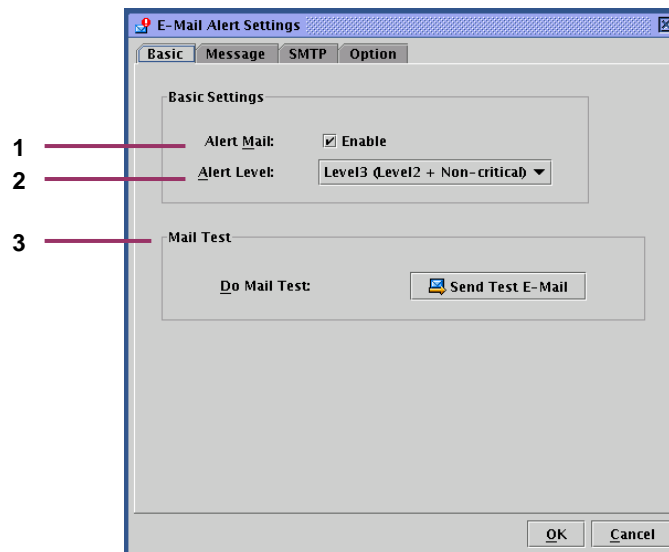 E-Mail Alert Settings
Basic Message SMTP Option
Basic Settings
1 Alert Mail: Enable
2 Alert Level: Level3 (Level2 + Non-critical)
3 Mail Test
Do Mail Test: Send Test E-Mail
OK Cancel